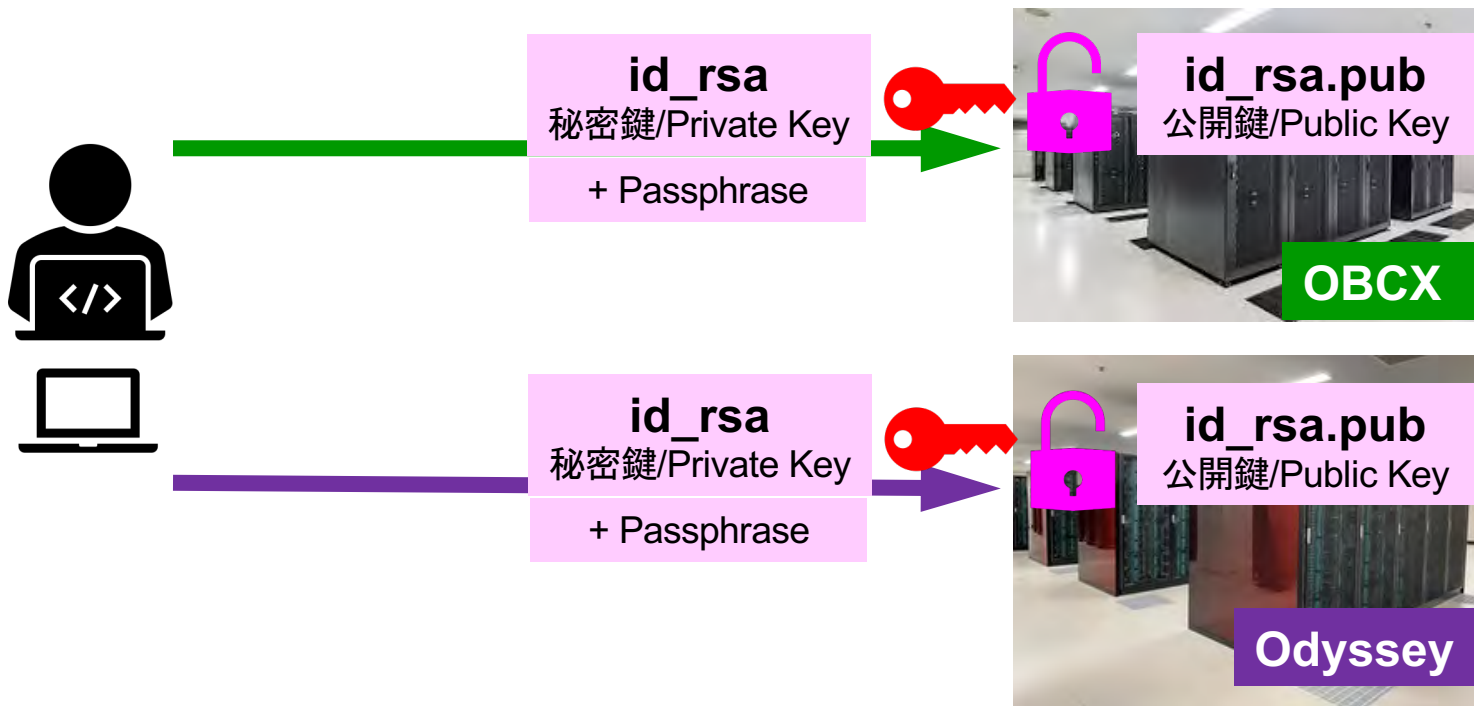 id_rsa
秘密鍵/Private Key
+ Passphrase
id_rsa.pub
公開鍵/Public Key
</>
OBCX
id_rsa
秘密鍵/Private Key
+ Passphrase
id_rsa.pub
公開鍵/Public Key
Odyssey